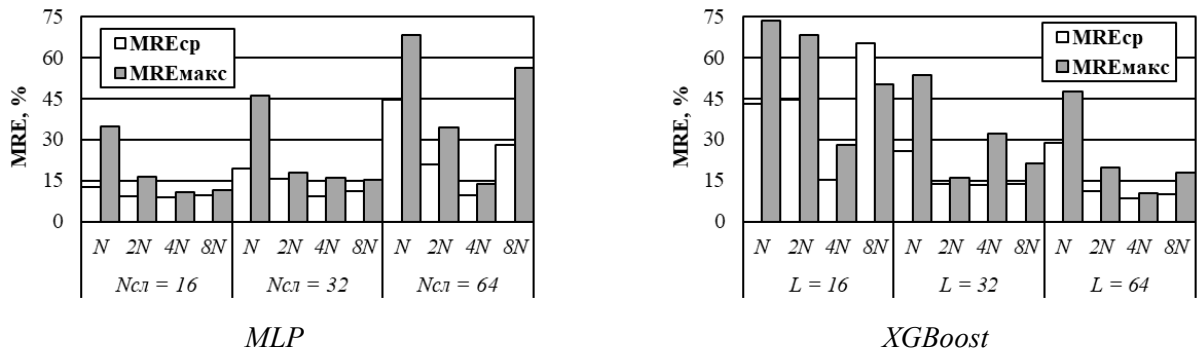 75
60
45
30
15
0
MRE, %
MREср
MREмакс
N 2N 4N 8N N 2N 4N 8N N 2N 4N 8N
Nсл = 16 Nсл = 32 Nсл = 64
MLP
75
60
45
30
15
0
MRE, %
MREср
MREмакс
N 2N 4N 8N N 2N 4N 8N N 2N 4N 8N
L = 16 L = 32 L = 64
XGBoost